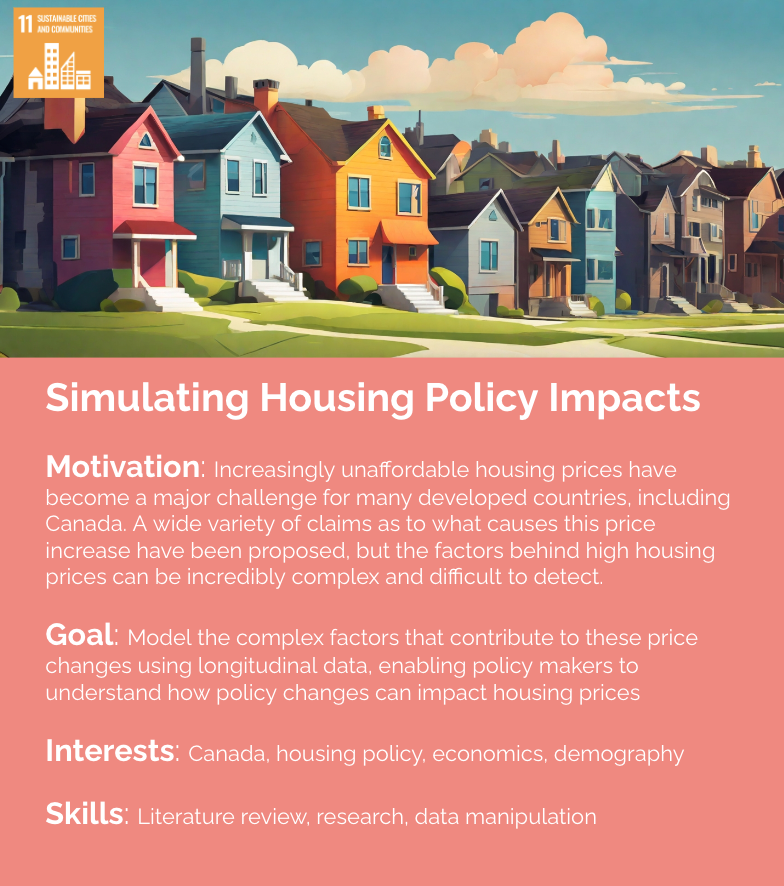 11 SUSTAINABLE CITIES
AND COMMUNITIES
Simulating Housing Policy Impacts
Motivation: Increasingly unaffordable housing prices have
become a major challenge for many developed countries, including
Canada. A wide variety of claims as to what causes this price
increase have been proposed, but the factors behind high housing
prices can be incredibly complex and difficult to detect.
Goal: Model the complex factors that contribute to these price
changes using longitudinal data, enabling policy makers to
understand how policy changes can impact housing prices
Interests: Canada, housing policy, economics, demography
Skills: Literature review, research, data manipulation